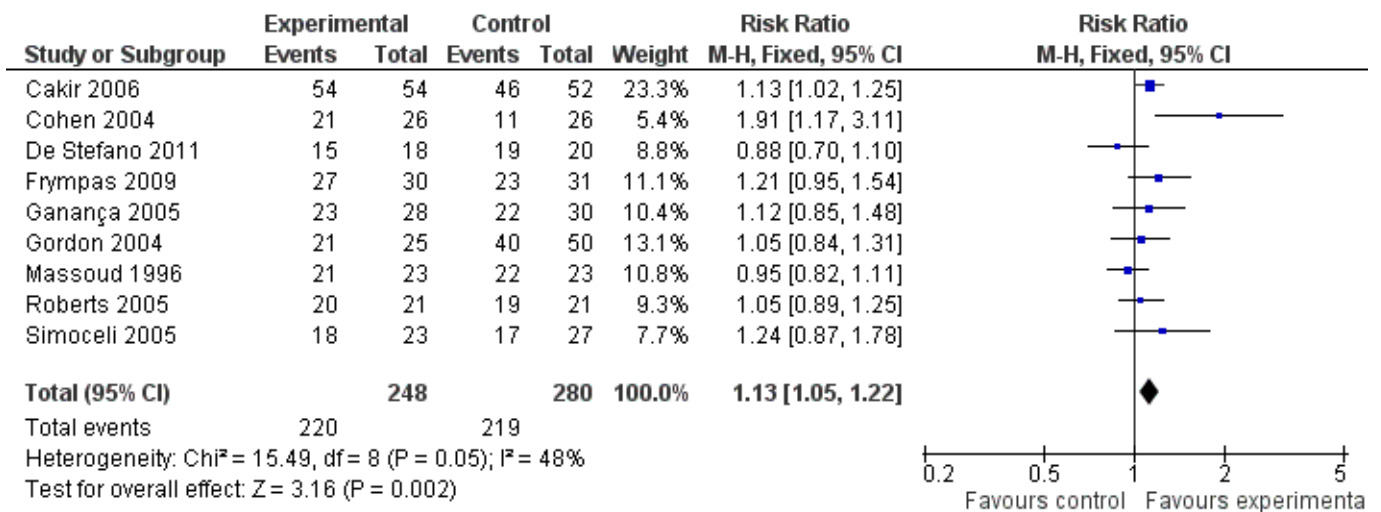 Experimental Control Risk Ratio Risk Ratio
Study or Subgroup Events Total Events Total Weight M-H, Fixed, 95% CI M-H, Fixed, 95% CI
Cakir 2006 54 54 46 52 23.3% 1.13 [1.02, 1.25]
Cohen 2004 21 26 11 26 5.4% 1.91 [1.17, 3.11]
De Stefano 2011 15 18 19 20 8.8% 0.88 [0.70, 1.10]
Frympas 2009 27 30 23 31 11.1% 1.21 [0.95, 1.54]
Ganança 2005 23 28 22 30 10.4% 1.12 [0.85, 1.48]
Gordon 2004 21 25 40 50 13.1% 1.05 [0.84, 1.31]
Massoud 1996 21 23 22 23 10.8% 0.95 [0.82, 1.11]
Roberts 2005 20 21 19 21 9.3% 1.05 [0.89, 1.25]
Simoceli 2005 18 23 17 27 7.7% 1.24 [0.87, 1.78]
Total (95% CI) 248 280 100.0% 1.13 [1.05, 1.22]
Total events 220 219
Heterogeneity: Chi² = 15.49, df = 8 (P = 0.05); I² = 48%
Test for overall effect: Z = 3.16 (P = 0.002)
0.2 0.5 1 2 5
Favours control Favours experimenta